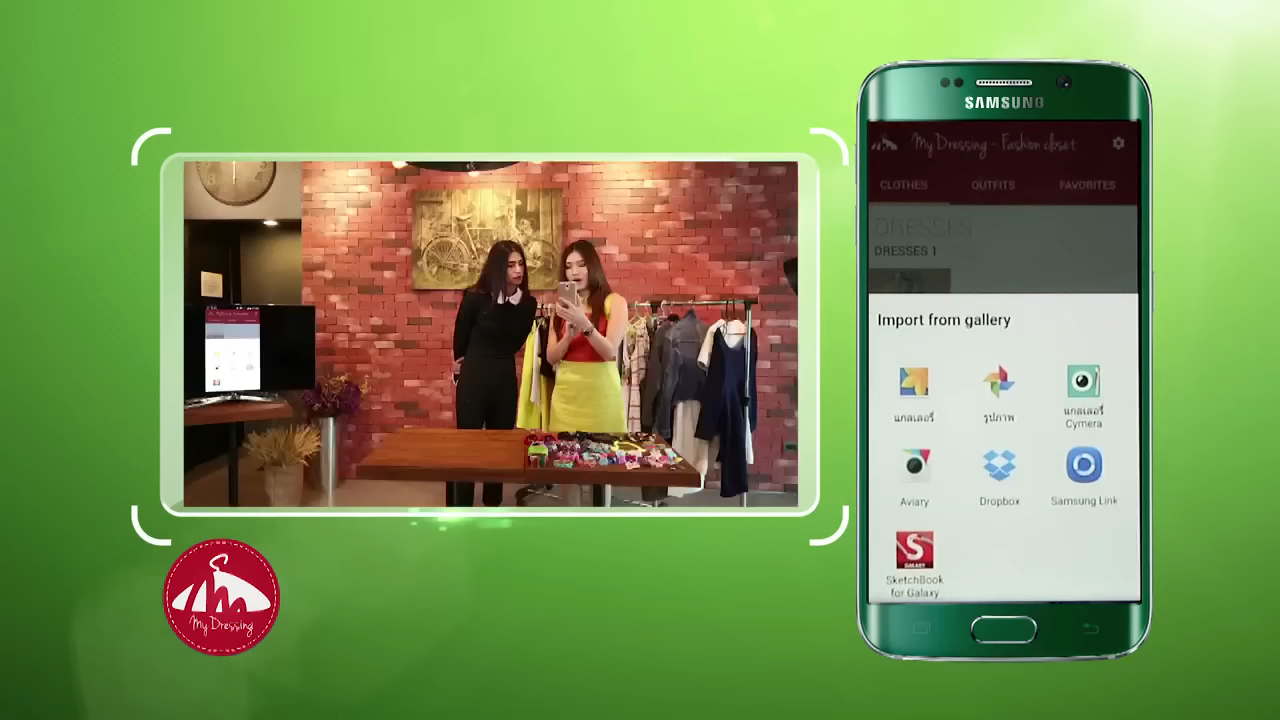 SAMSUNG
My Dressing - Fashion closet
CLOTHES OUTFITS FAVORITES
DRESSES
DRESSES 1
Import from gallery
แกลเลอรี่ รูปภาพ แกลเลอรี่
Cymera
Aviary Dropbox Samsung Link
S
GALAXY
SketchBook
for Galaxy
My Dressing